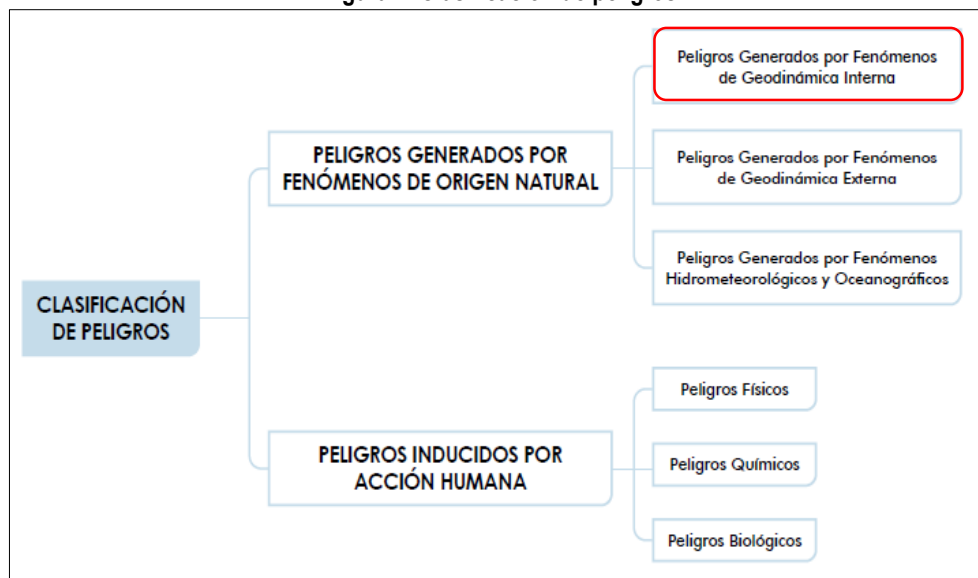 Peligros Generados por Fenómenos
de Geodinámica Interna
PELIGROS GENERADOS POR
FENÓMENOS DE ORIGEN NATURAL
Peligros Generados por Fenómenos
de Geodinámica Externa
Peligros Generados por Fenómenos
Hidrometeorológicos y Oceanográficos
CLASIFICACIÓN
DE PELIGROS
Peligros Físicos
PELIGROS INDUCIDOS POR
ACCIÓN HUMANA
Peligros Químicos
Peligros Biológicos